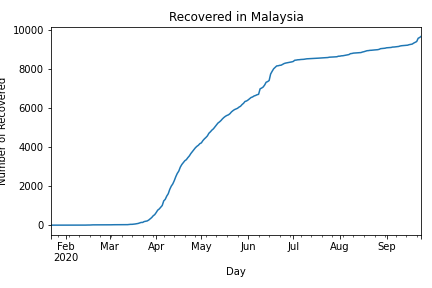 Recovered in Malaysia
Number of Recovered
10000
8000
6000
4000
2000
0
Feb Mar Apr May Jun Jul Aug Sep
2020
Day